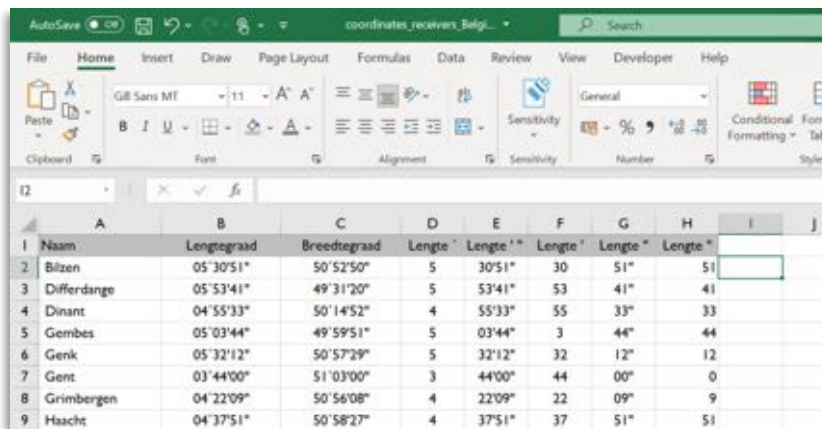 AutoSave Off coordinates_receivers_Belgi... Search
File Home Insert Draw Page Layout Formulas Data Review View Developer Help
Paste Gill Sans MT 11 A^ A˅ General
B I U A Sensitivity % Conditional
Formatting
Clipboard Font Alignment Sensitivity Number Style
I2 fx
A B C D E F G H I J
1 Naam Lengtegraad Breedtegraad Lengte ° Lengte ' " Lengte ' Lengte " Lengte "
2 Bilzen 05°30'51" 50°52'50" 5 30'51" 30 51" 51
3 Differdange 05°53'41" 49°31'20" 5 53'41" 53 41" 41
4 Dinant 04°55'33" 50°14'52" 4 55'33" 55 33" 33
5 Gembes 05°03'44" 49°59'51" 5 03'44" 3 44" 44
6 Genk 05°32'12" 50°57'29" 5 32'12" 32 12" 12
7 Gent 03°44'00" 51°03'00" 3 44'00" 44 00" 0
8 Grimbergen 04°22'09" 50°56'08" 4 22'09" 22 09" 9
9 Haacht 04°37'51" 50°58'27" 4 37'51" 37 51" 51